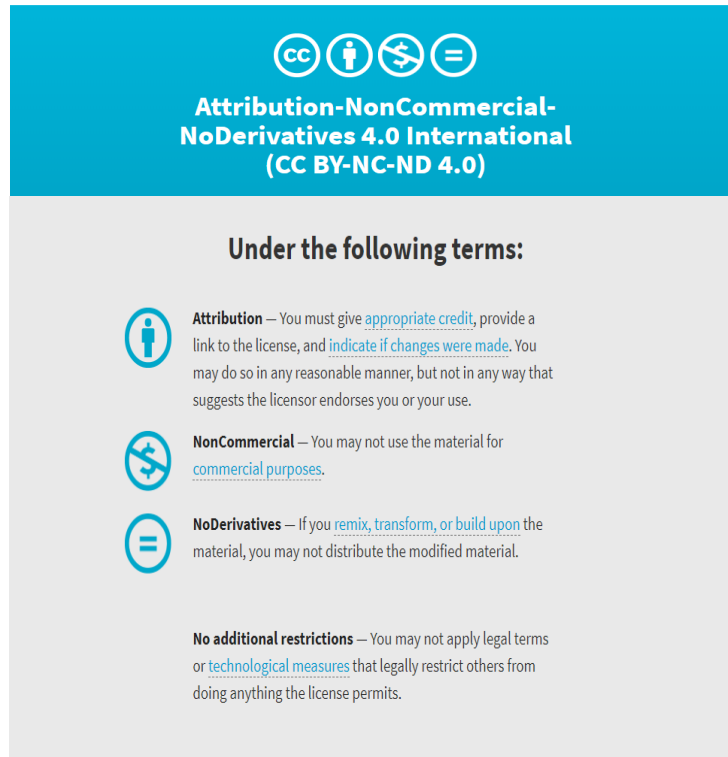 cc
Attribution-NonCommercial-
NoDerivatives 4.0 International
(CC BY-NC-ND 4.0)
Under the following terms:
Attribution — You must give appropriate credit, provide a
link to the license, and indicate if changes were made. You
may do so in any reasonable manner, but not in any way that
suggests the licensor endorses you or your use.
NonCommercial — You may not use the material for
commercial purposes.
NoDerivatives — If you remix, transform, or build upon the
material, you may not distribute the modified material.
No additional restrictions — You may not apply legal terms
or technological measures that legally restrict others from
doing anything the license permits.